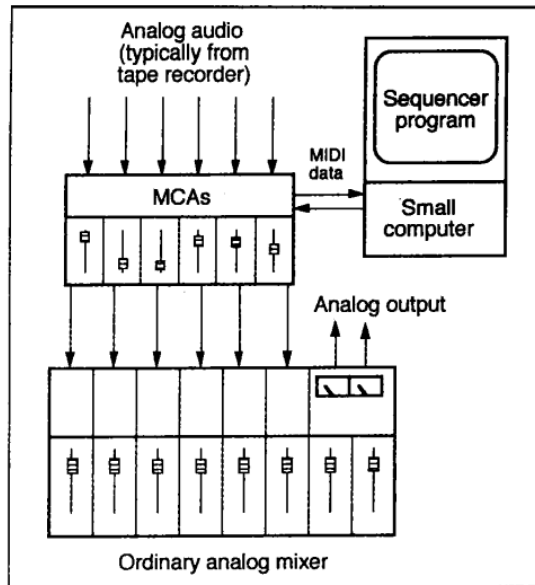 Analog audio
(typically from
tape recorder)
Sequencer
program
MIDI
data
MCAs
Small
computer
Analog output
Ordinary analog mixer